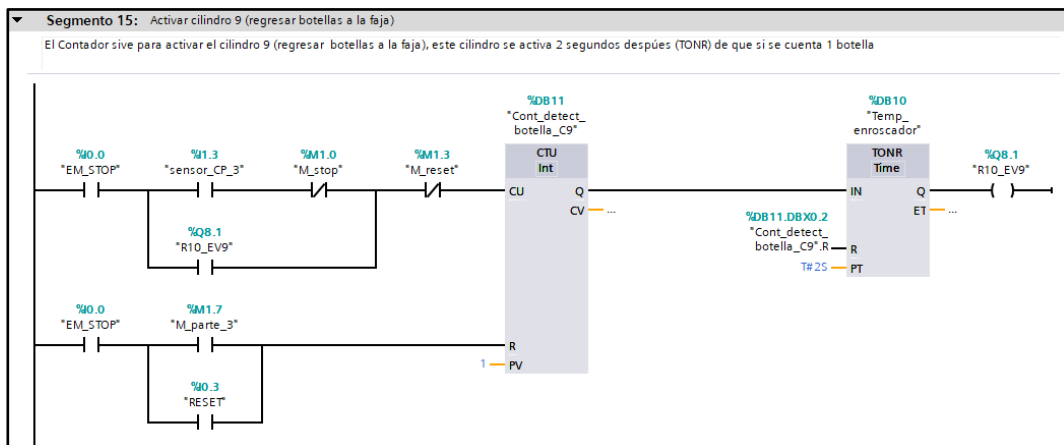 Segmento 15: Activar cilindro 9 (regresar botellas a la faja)
El Contador sive para activar el cilindro 9 (regresar botellas a la faja), este cilindro se activa 2 segundos despúes (TONR) de que si se cuenta 1 botella
%DB11
"Cont_detect_
botella_C9"
%DB10
"Temp_
enroscador"
%I0.0
"EM_STOP"
%I1.3
"sensor_CP_3"
%M1.0
"M_stop"
%M1.3
"M_reset"
CTU
Int
TONR
Time
%Q8.1
"R10_EV9"
CU
Q
CV
...
IN
Q
ET
...
%Q8.1
"R10_EV9"
%DB11.DBX0.2
"Cont_detect_
botella_C9".R
R
T#2S
PT
%I0.0
"EM_STOP"
%M1.7
"M_parte_3"
R
1
PV
%I0.3
"RESET"